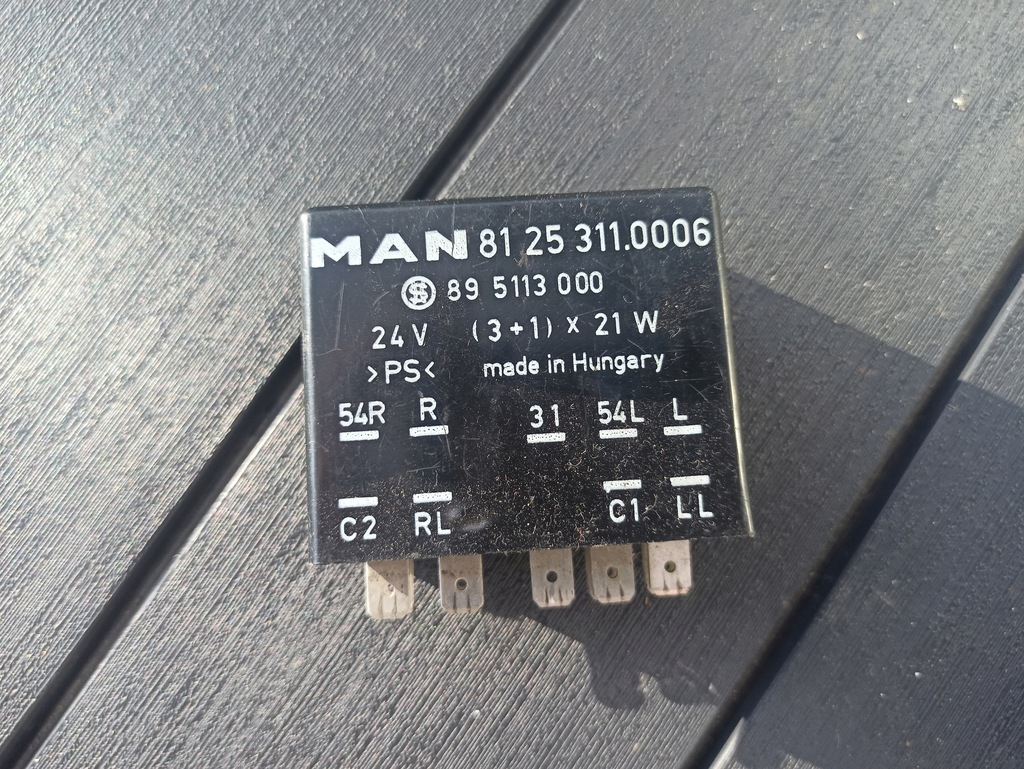 MAN 81 25 311.0006
89 5113 000
24V (3+1) x 21 W
>PS< made in Hungary
54R R 31 54L L
C2 RL C1 LL